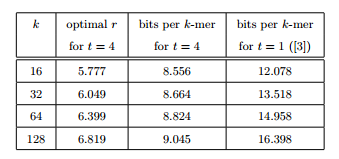 k optimal r bits per k-mer bits per k-mer
for t = 4 for t = 4 for t = 1 ([3])
16 5.777 8.556 12.078
32 6.049 8.664 13.518
64 6.399 8.824 14.958
128 6.819 9.045 16.398